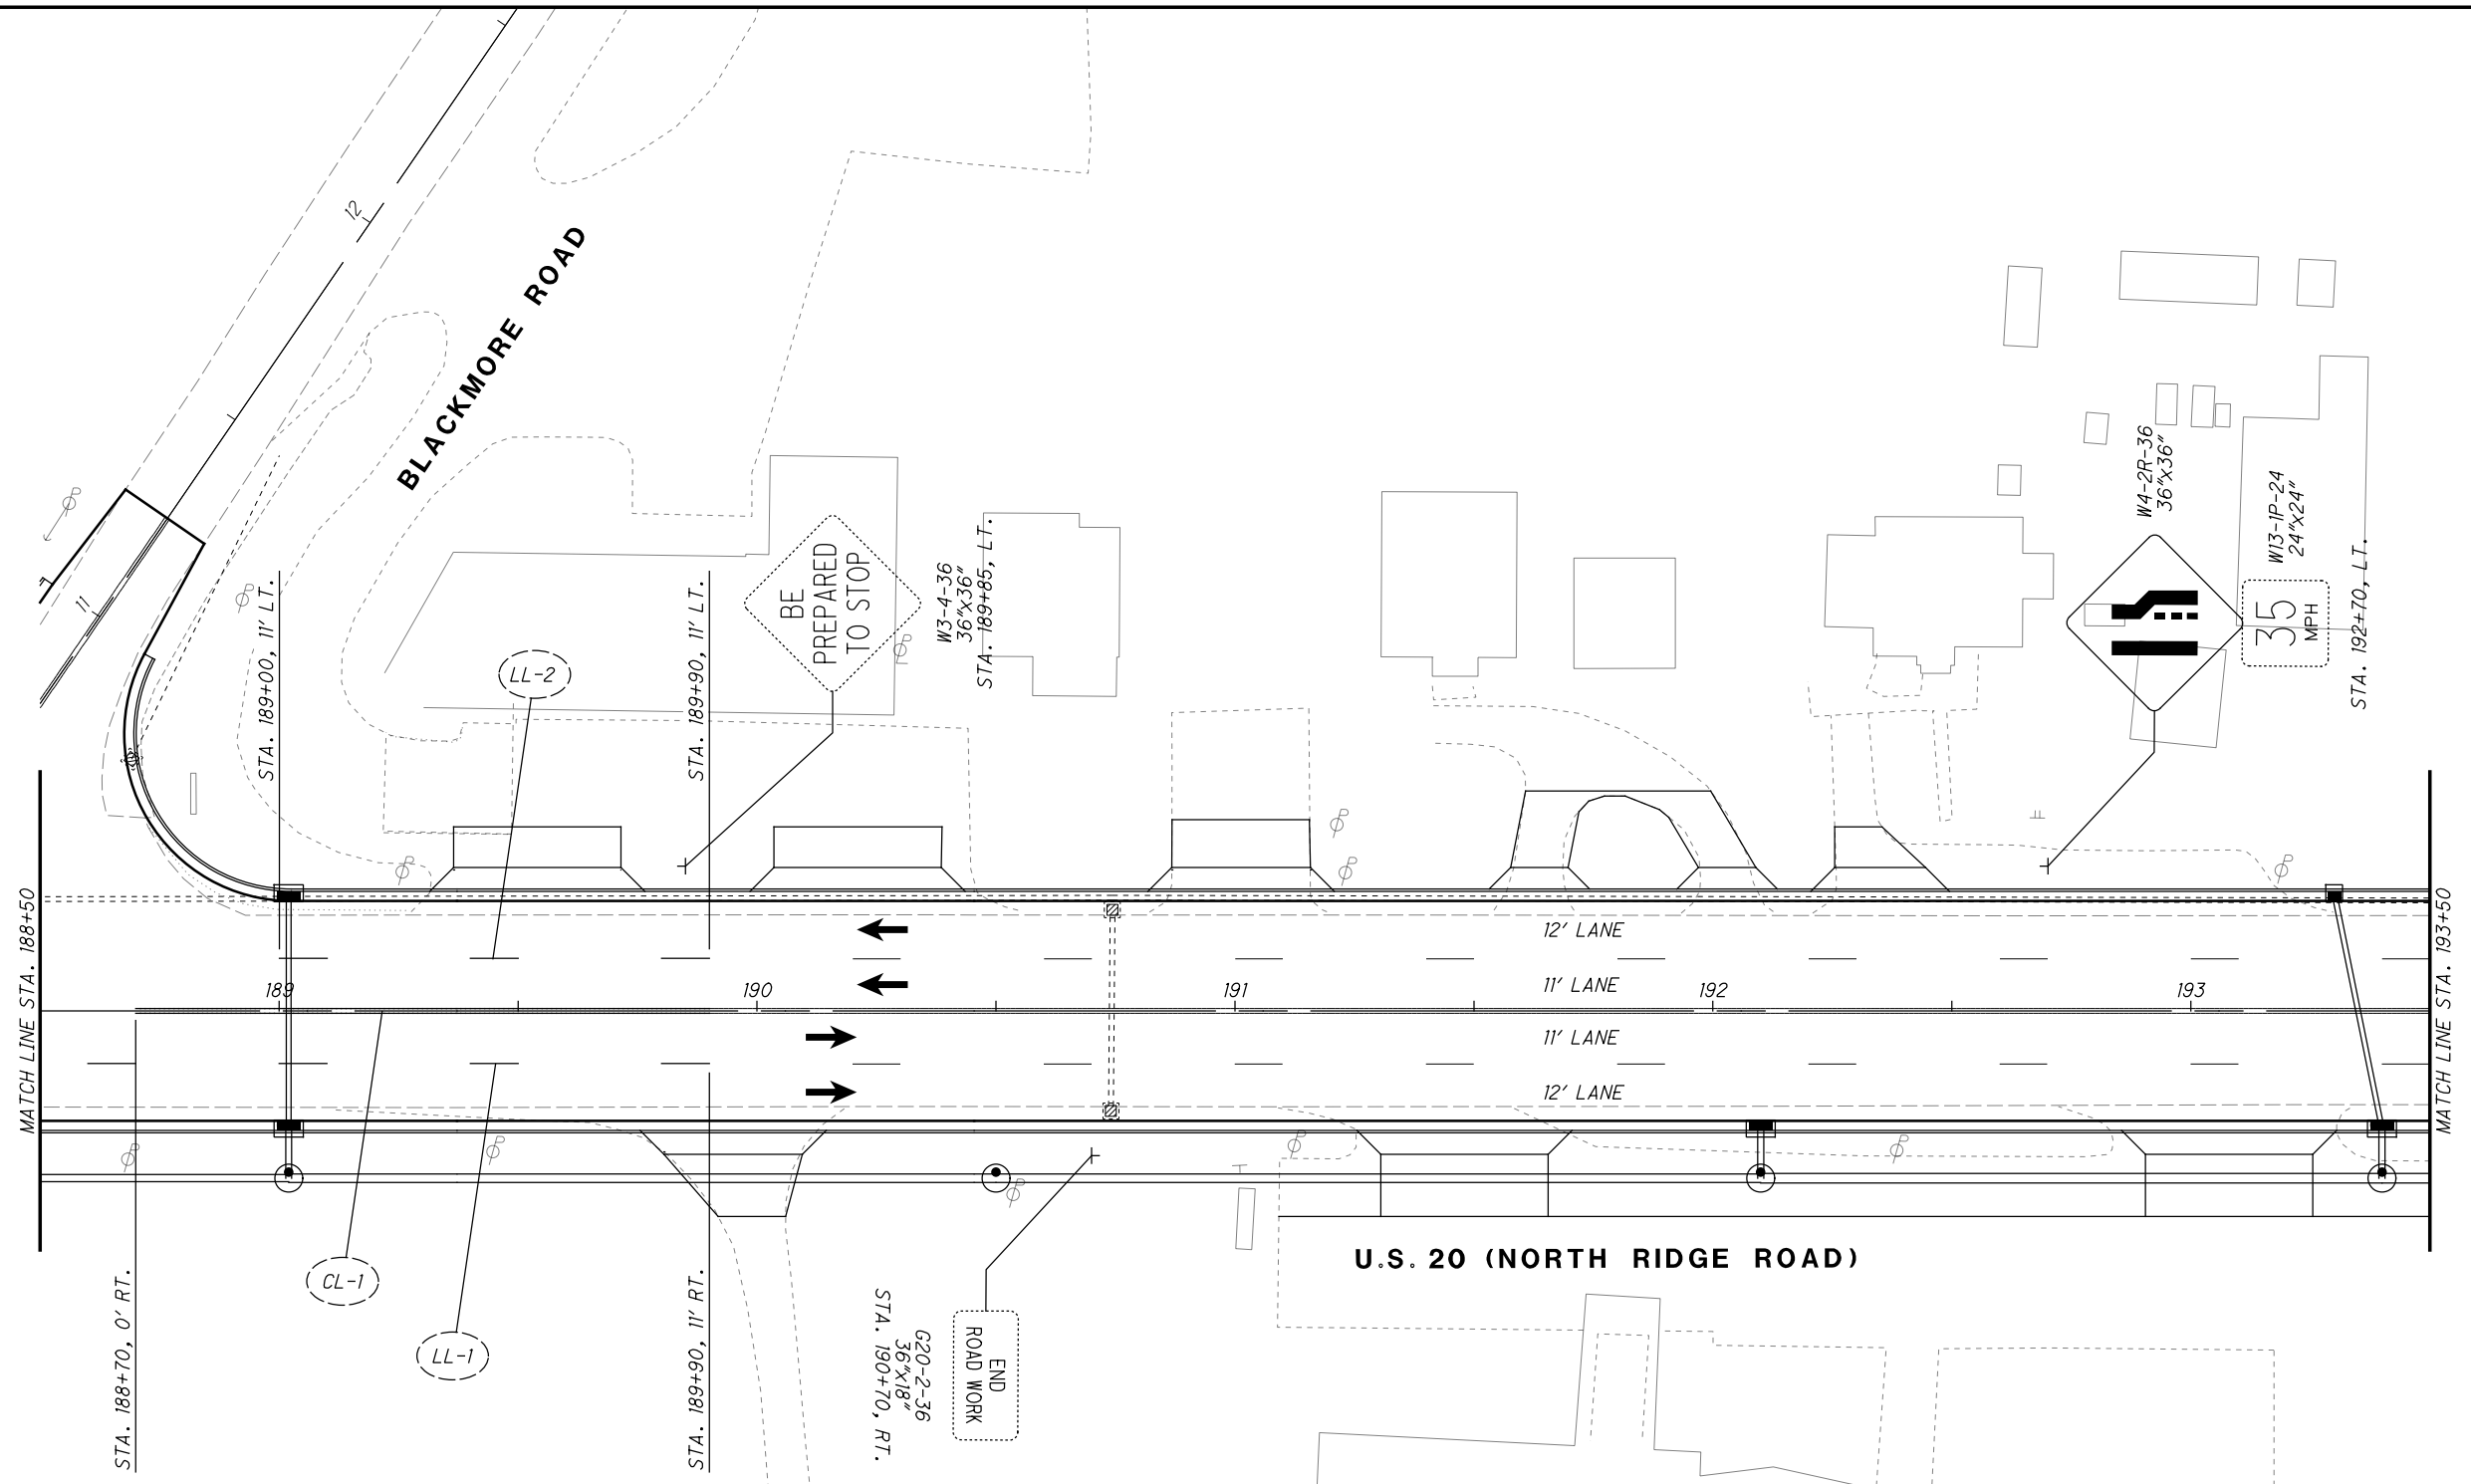 12
BLACKMORE ROAD
11
STA. 189+00, 11' LT.
LL-2
STA. 189+90, 11' LT.
BE
PREPARED
TO STOP
W3-4-36
36"x36"
STA. 189+85, LT.
W4-2R-36
36"x36"
W13-1P-24
24"x24"
35
MPH
STA. 192+70, LT.
MATCH LINE STA. 188+50
MATCH LINE STA. 193+50
12' LANE
11' LANE
189
190
191
192
193
11' LANE
12' LANE
CL-1
LL-1
STA. 188+70, 0' RT.
STA. 189+90, 11' RT.
END
ROAD WORK
G20-2-36
36"x18"
STA. 190+70, RT.
U.S. 20 (NORTH RIDGE ROAD)